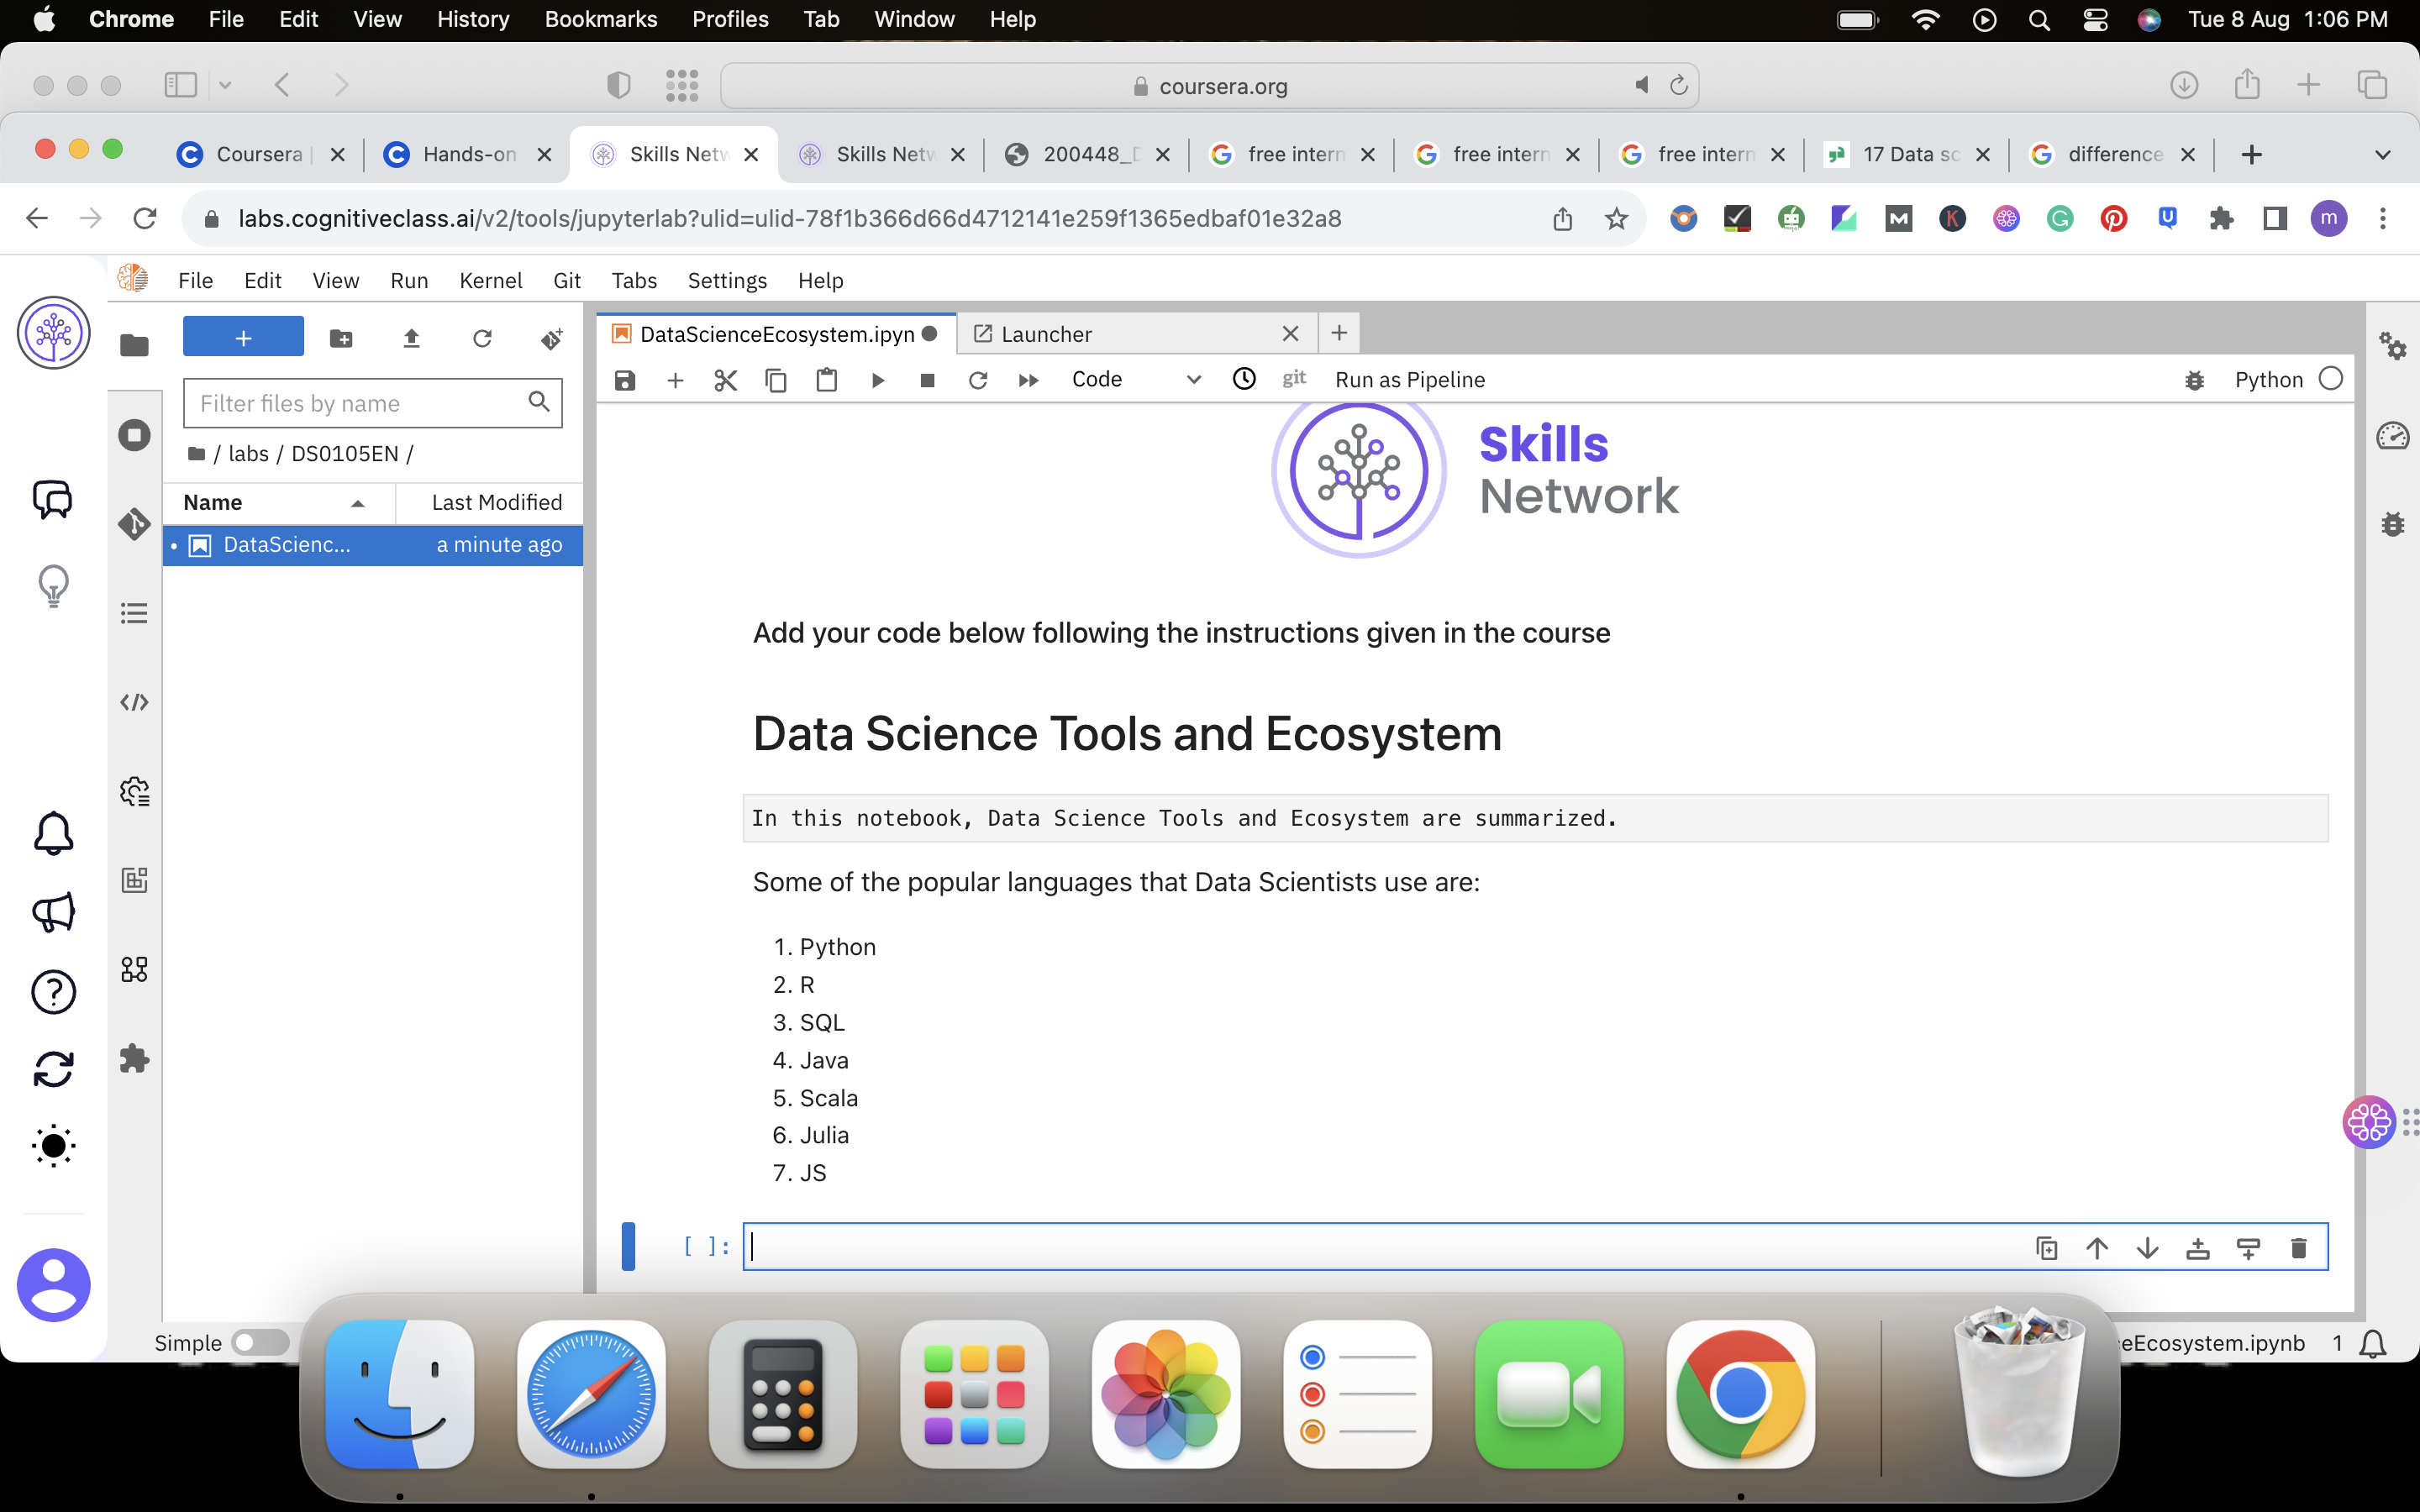 Chrome File Edit View History Bookmarks Profiles Tab Window Help Tue 8 Aug 1:06 PM
coursera.org
Coursera Hands-on Skills Netw Skills Netw 200448_D free intern free intern free intern 17 Data sc difference
labs.cognitiveclass.ai/v2/tools/jupyterlab?ulid=ulid-78f1b366d66d4712141e259f1365edbaf01e32a8
m
File Edit View Run Kernel Git Tabs Settings Help
DataScienceEcosystem.ipyn Launcher
Filter files by name
Code git Run as Pipeline Python
/ labs / DS0105EN /
Name Last Modified
DataScienc... a minute ago
Skills
Network
Add your code below following the instructions given in the course
Data Science Tools and Ecosystem
In this notebook, Data Science Tools and Ecosystem are summarized.
Some of the popular languages that Data Scientists use are:
1. Python
2. R
3. SQL
4. Java
5. Scala
6. Julia
7. JS
[ ]:
Simple
eEcosystem.ipynb 1